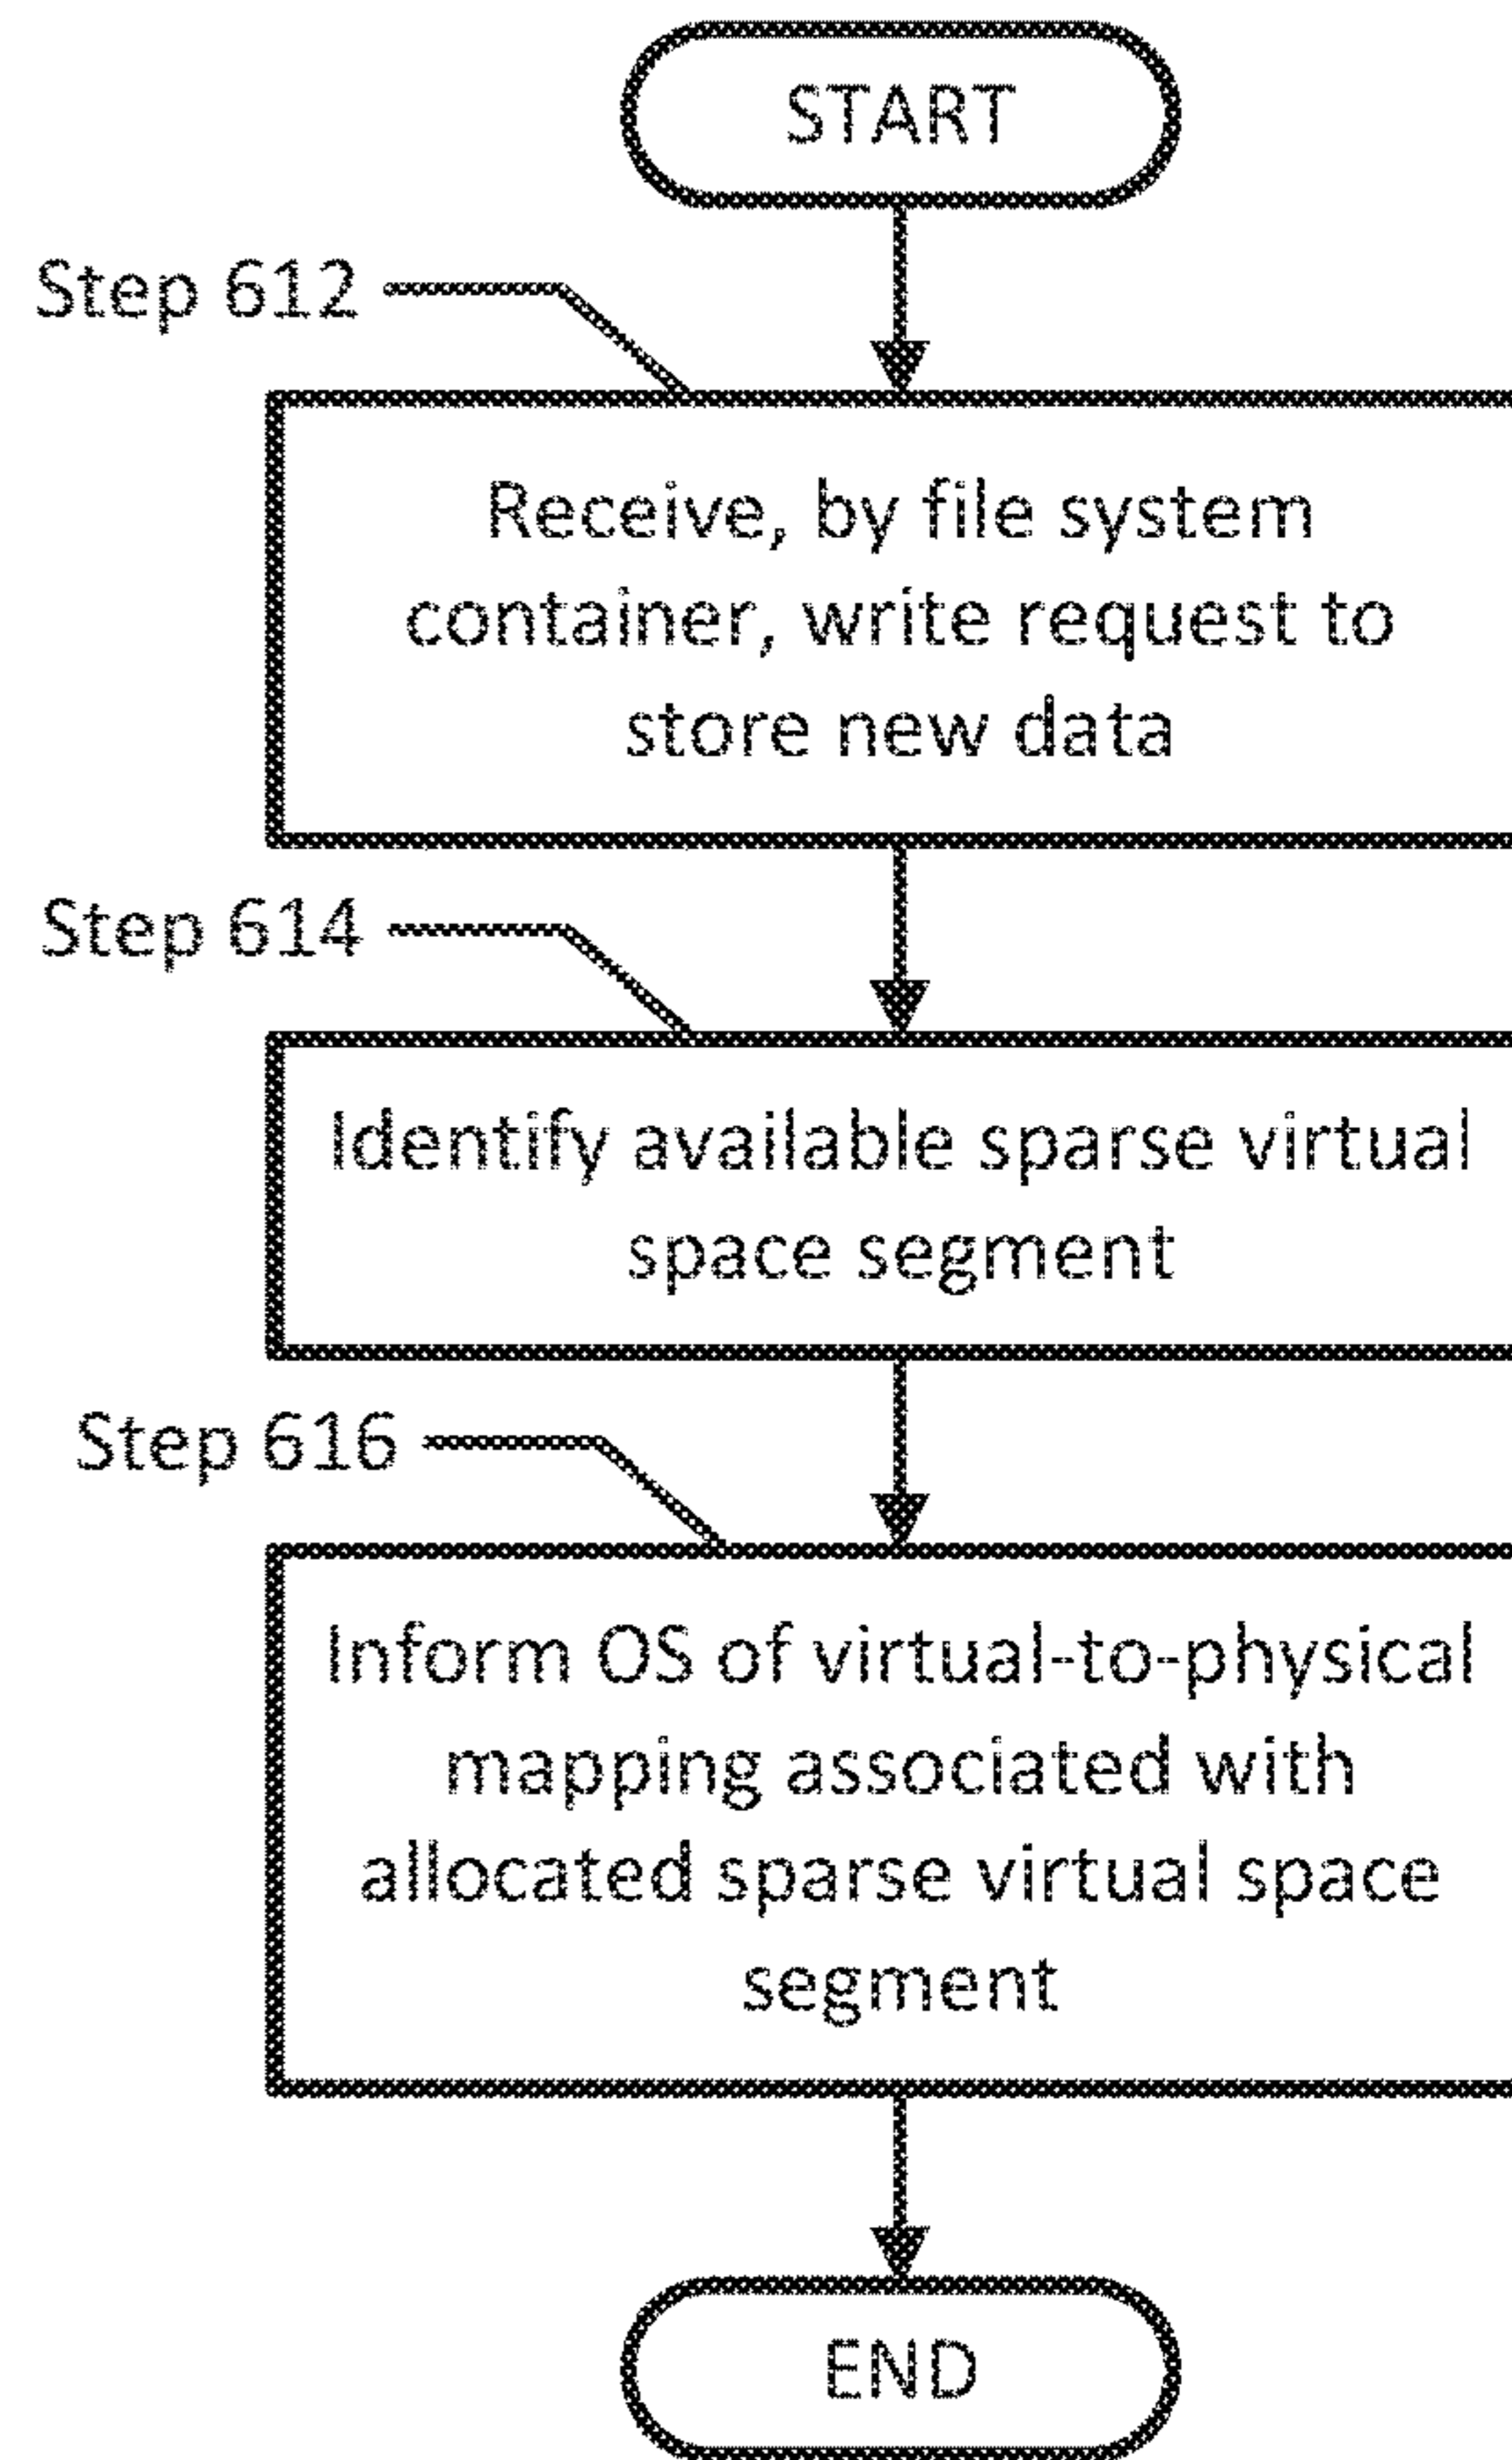 START
Step 612
Receive, by file system
container, write request to
store new data
Step 614
Identify available sparse virtual
space segment
Step 616
Inform OS of virtual-to-physical
mapping associated with
allocated sparse virtual space
segment
END